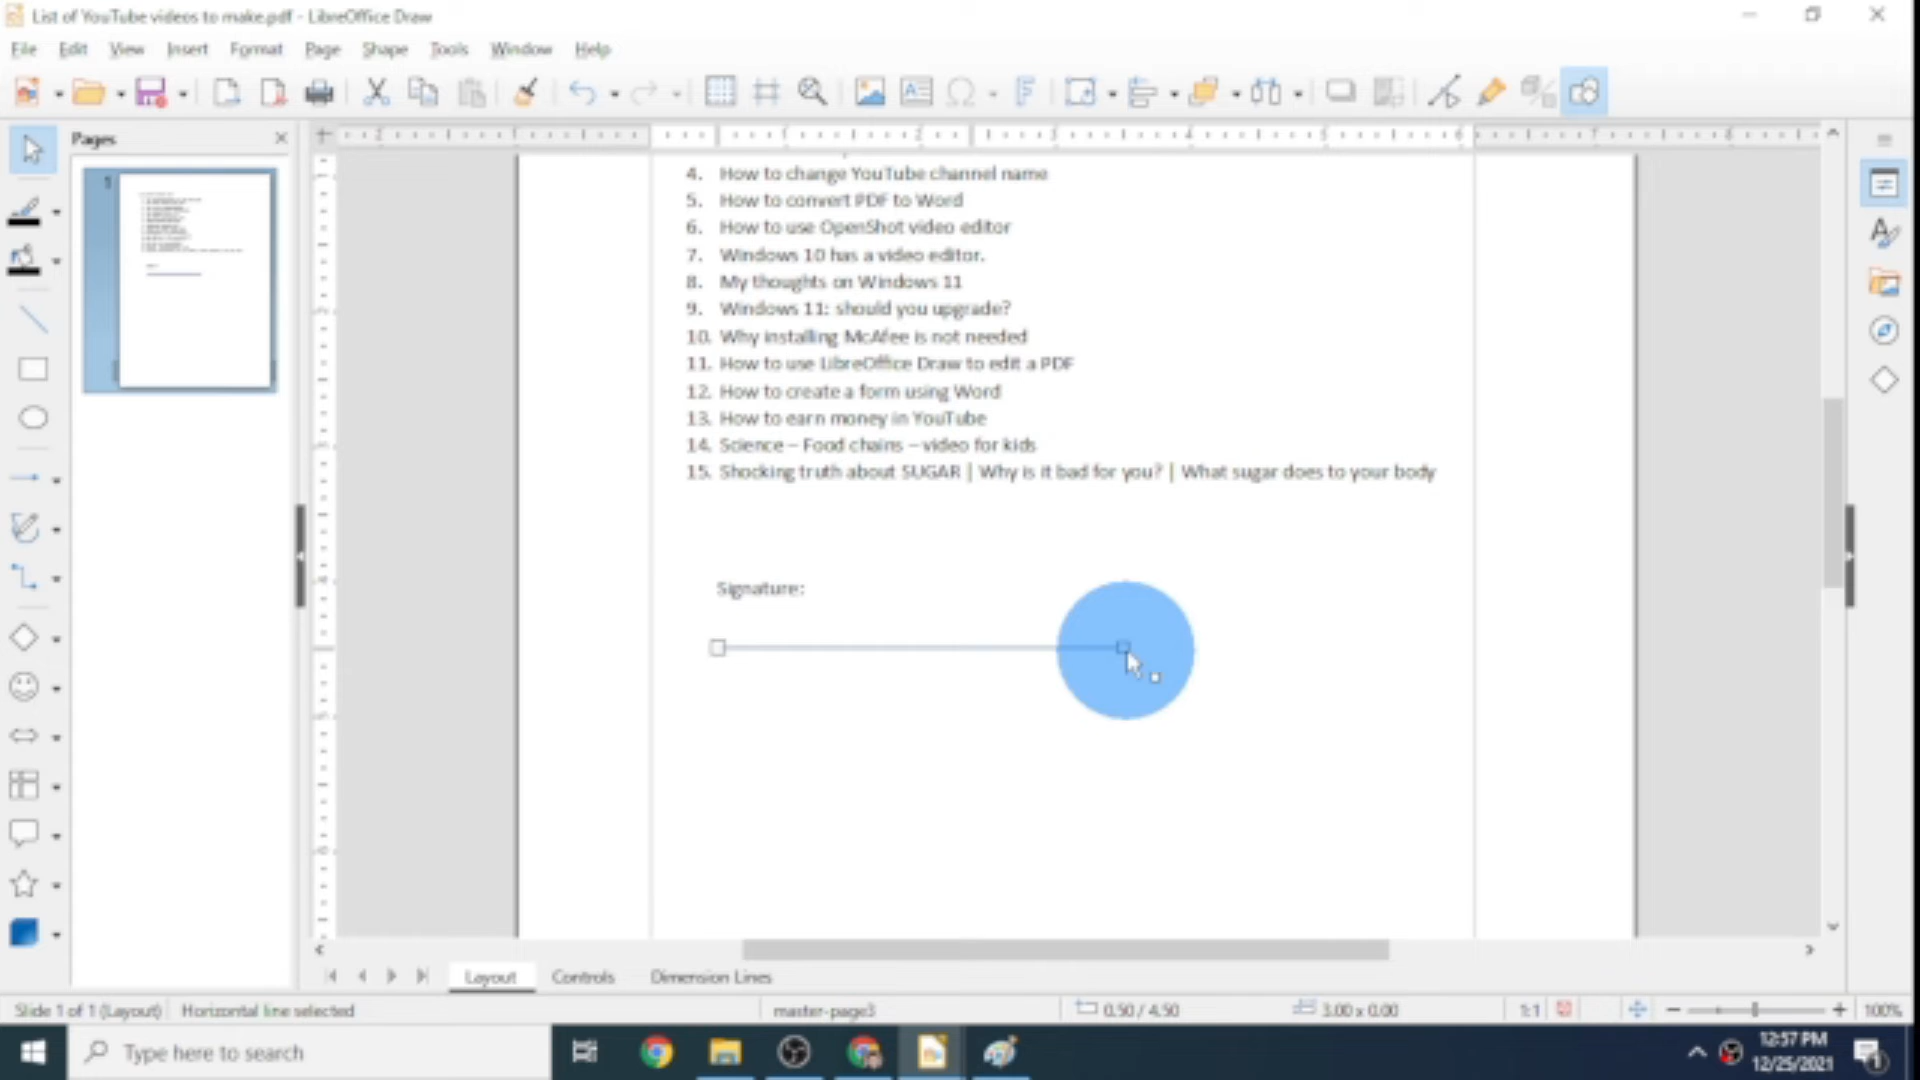 List of YouTube videos to make.pdf - LibreOffice Draw
File Edit View Insert Format Page Shape Tools Window Help
Pages
1
4. How to change YouTube channel name
5. How to convert PDF to Word
6. How to use OpenShot video editor
7. Windows 10 has a video editor.
8. My thoughts on Windows 11
9. Windows 11: should you upgrade?
10. Why installing McAfee is not needed
11. How to use LibreOffice Draw to edit a PDF
12. How to create a form using Word
13. How to earn money in YouTube
14. Science – Food chains – video for kids
15. Shocking truth about SUGAR | Why is it bad for you? | What sugar does to your body
Signature:
Layout Controls Dimension Lines
Slide 1 of 1 (Layout) Horizontal line selected master-page3 0.50 / 4.50 3.00 x 0.00 1:1 100%
Type here to search
12:57 PM
12/25/2021